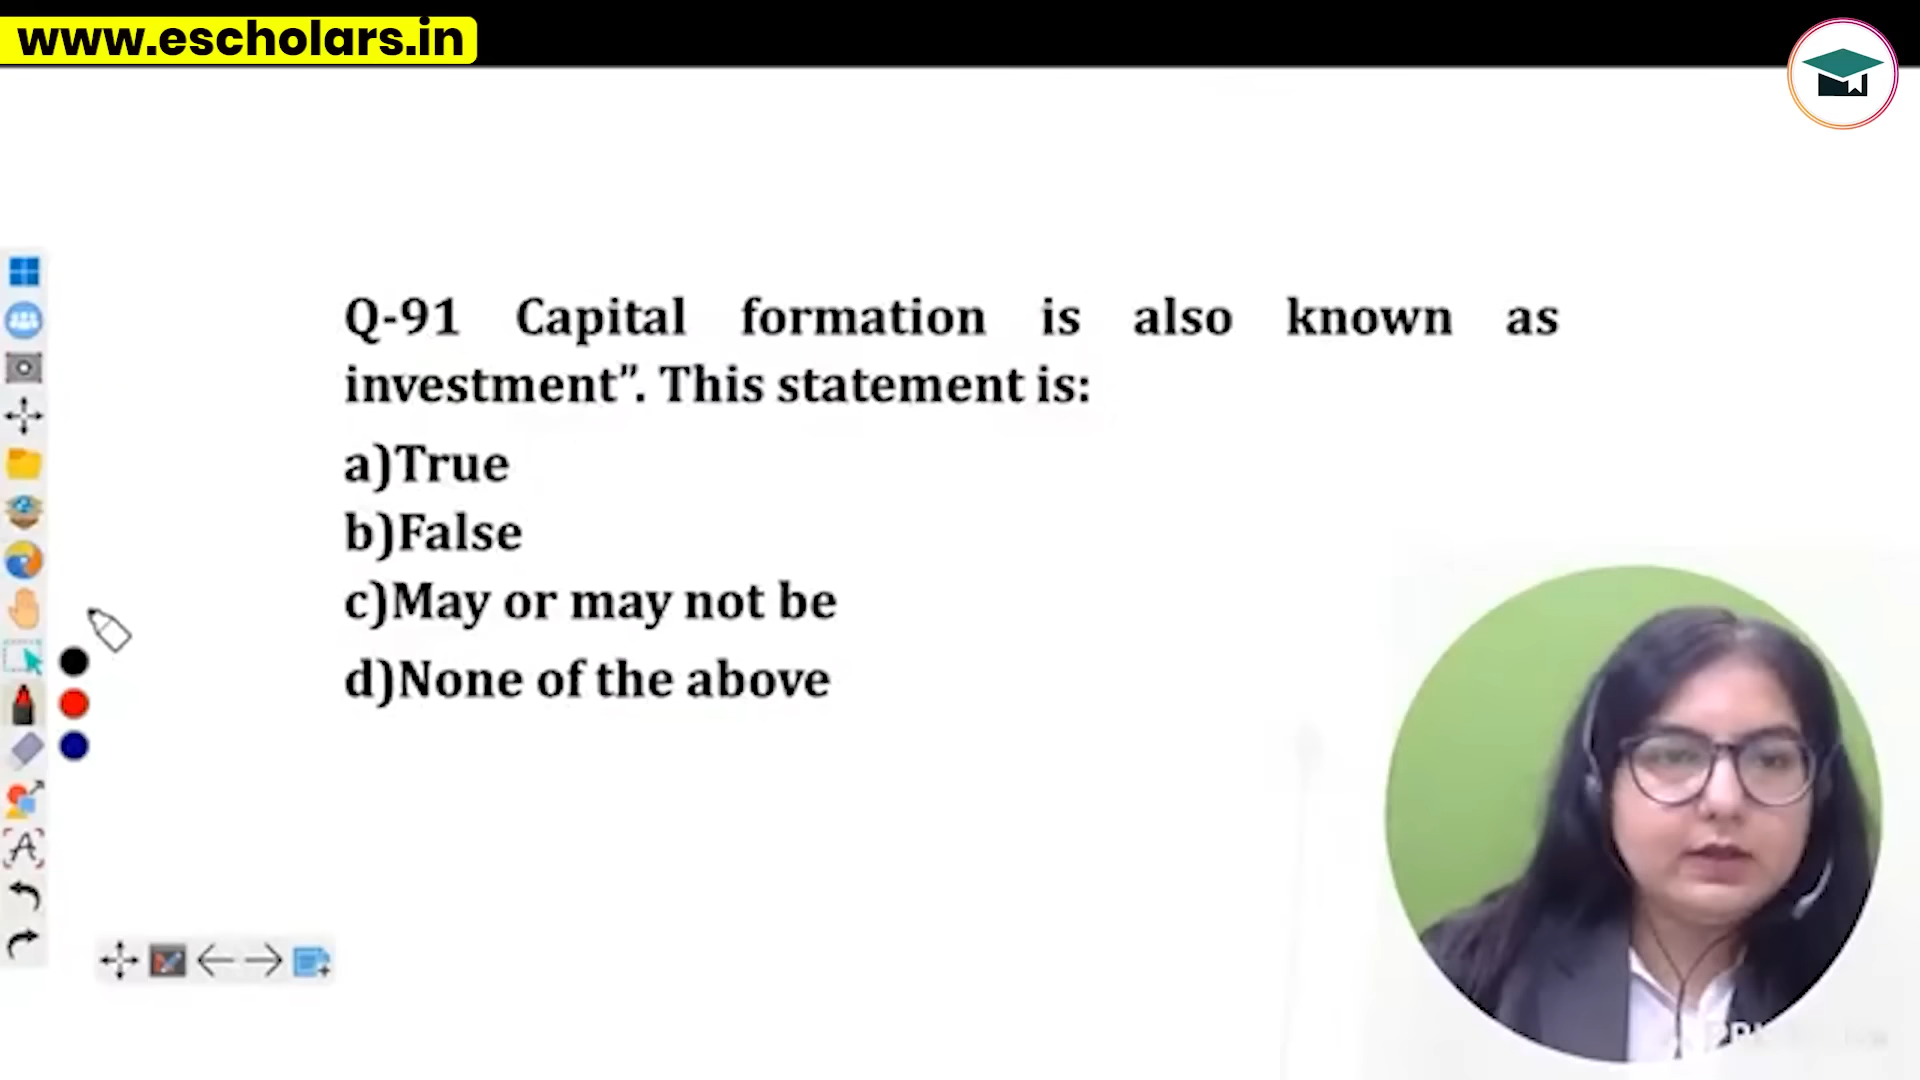 www.escholars.in
Q-91 Capital formation is also known as
investment”. This statement is:
a)True
b)False
c)May or may not be
d)None of the above